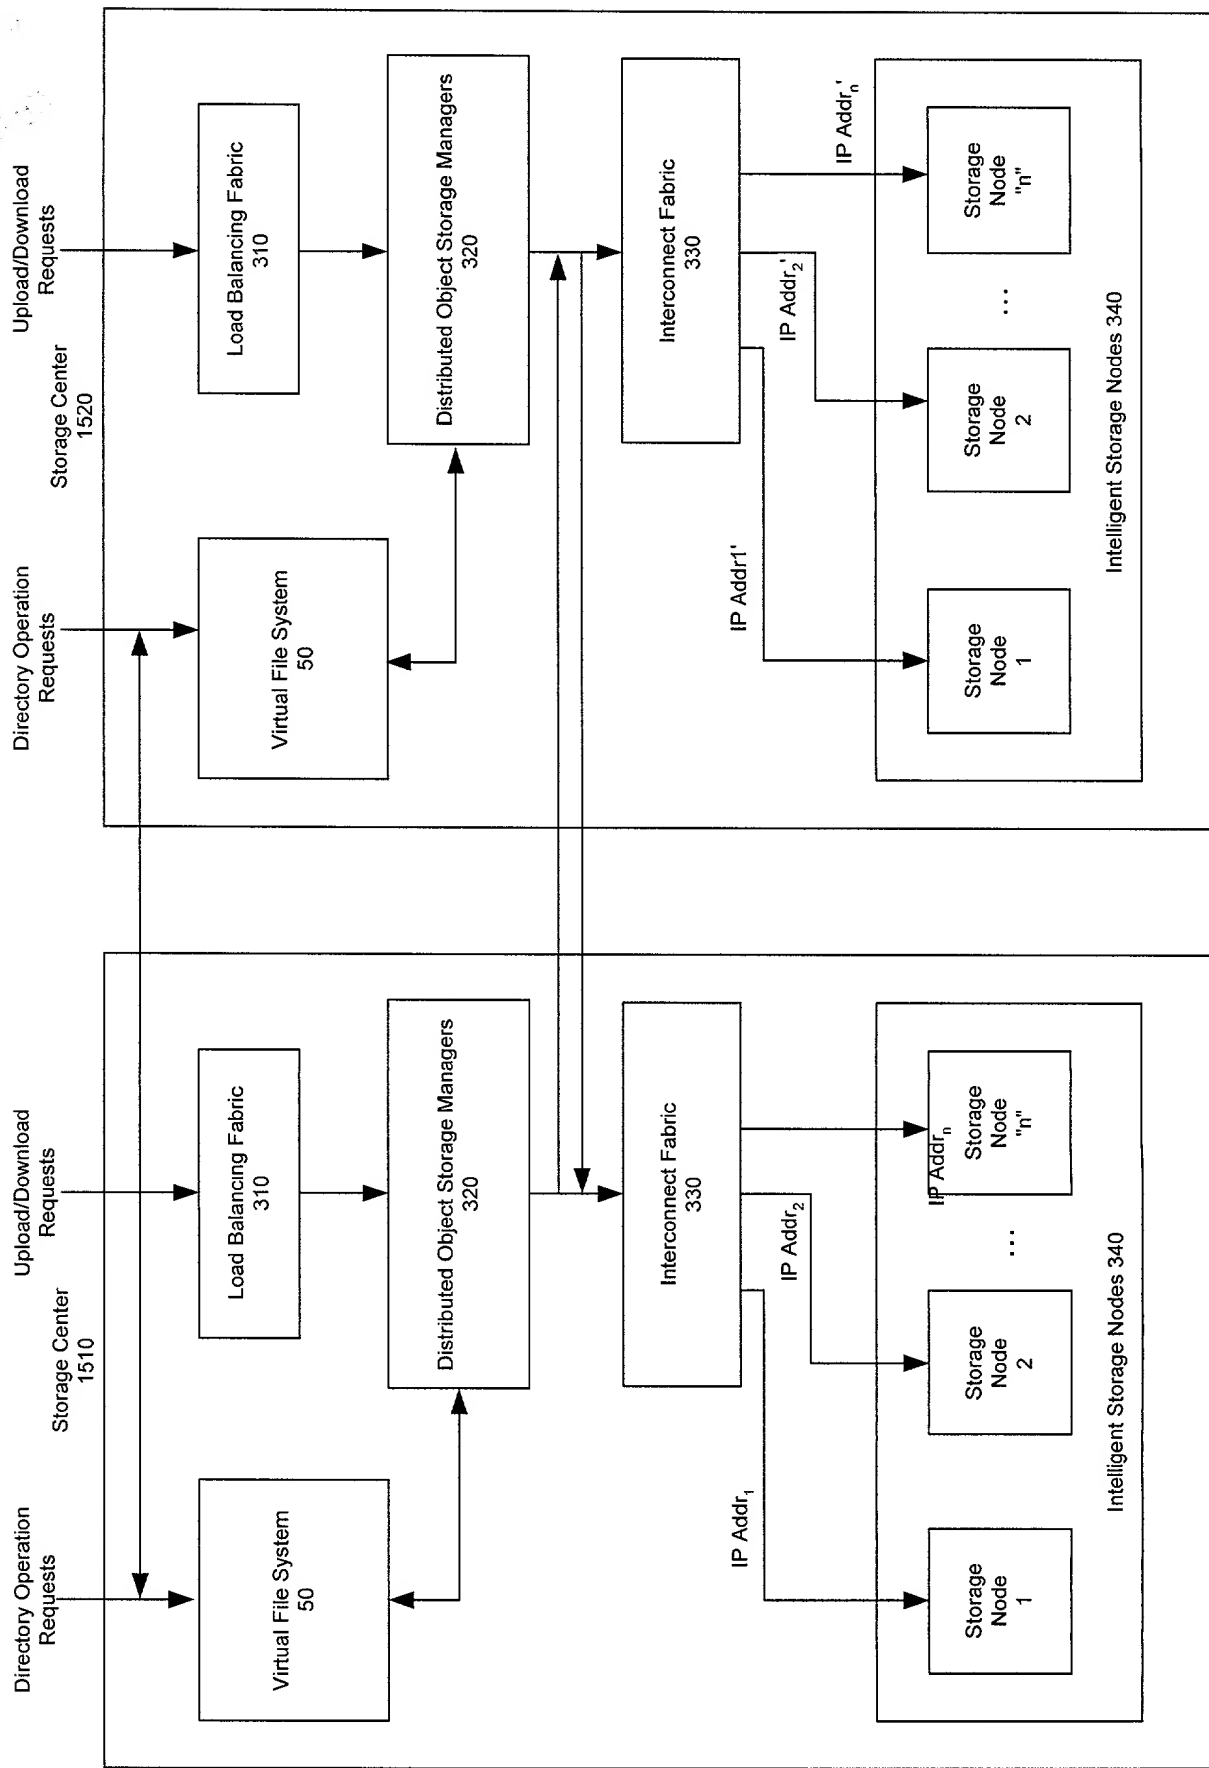 Directory Operation
Requests
Storage Center
1510
Upload/Download
Requests
Virtual File System
50
Load Balancing Fabric
310
Distributed Object Storage Managers
320
Interconnect Fabric
330
IP Addr₁
IP Addr₂
IP Addrₙ
Storage
Node
1
Storage
Node
2
...
Storage
Node
"n"
Intelligent Storage Nodes 340
Directory Operation
Requests
Storage Center
1520
Upload/Download
Requests
Virtual File System
50
Load Balancing Fabric
310
Distributed Object Storage Managers
320
Interconnect Fabric
330
IP Addr1'
IP Addr₂'
IP Addrₙ'
Storage
Node
1
Storage
Node
2
...
Storage
Node
"n"
Intelligent Storage Nodes 340